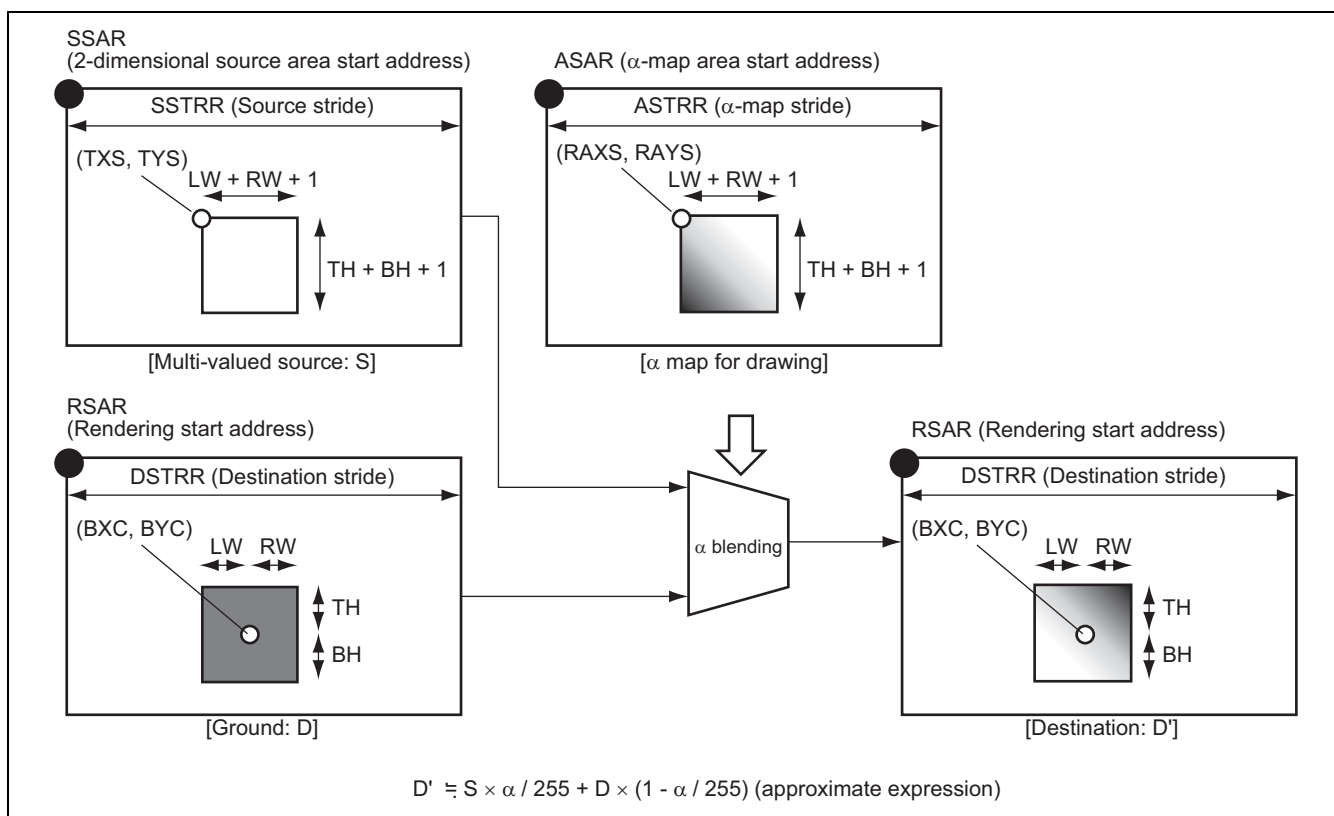 SSAR
(2-dimensional source area start address)
SSTRR (Source stride)
(TXS, TYS)
LW + RW + 1
TH + BH + 1
[Multi-valued source: S]
ASAR (α-map area start address)
ASTRR (α-map stride)
(RAXS, RAYS)
LW + RW + 1
TH + BH + 1
[α map for drawing]
RSAR
(Rendering start address)
DSTRR (Destination stride)
(BXC, BYC)
LW RW
TH
BH
[Ground: D]
α blending
RSAR (Rendering start address)
DSTRR (Destination stride)
(BXC, BYC)
LW RW
TH
BH
[Destination: D']
D' ≒ S × α / 255 + D × (1 - α / 255) (approximate expression)